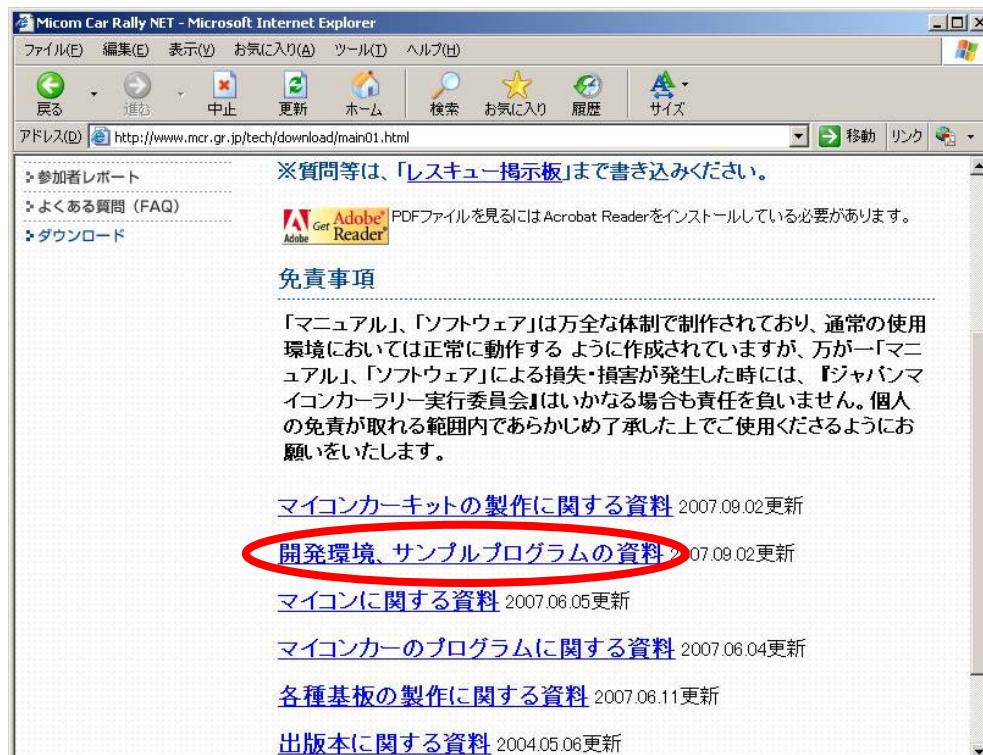 Micom Car Rally NET - Microsoft Internet Explorer
ファイル(F) 編集(E) 表示(V) お気に入り(A) ツール(T) ヘルプ(H)
戻る 進む 中止 更新 ホーム 検索 お気に入り 履歴 サイズ
アドレス(D) http://www.mcr.gr.jp/tech/download/main01.html 移動 リンク
参加者レポート
よくある質問（FAQ）
ダウンロード
※質問等は、「レスキュー掲示板」まで書き込みください。
Adobe Get Adobe Reader PDFファイルを見るにはAcrobat Readerをインストールしている必要があります。
免責事項
「マニュアル」、「ソフトウェア」は万全な体制で制作されており、通常の使用
環境においては正常に動作する ように作成されていますが、万が一「マニ
ュアル」、「ソフトウェア」による損失・損害が発生した時には、『ジャパンマ
イコンカーラリー実行委員会』はいかなる場合も責任を負いません。個人
の免責が取れる範囲内であらかじめ了承した上でご使用くださるようにお
願いをいたします。
マイコンカーキットの製作に関する資料 2007.09.02更新
開発環境、サンプルプログラムの資料 2007.09.02更新
マイコンに関する資料 2007.06.05更新
マイコンカーのプログラムに関する資料 2007.06.04更新
各種基板の製作に関する資料 2007.06.11更新
出版本に関する資料 2004.05.06更新